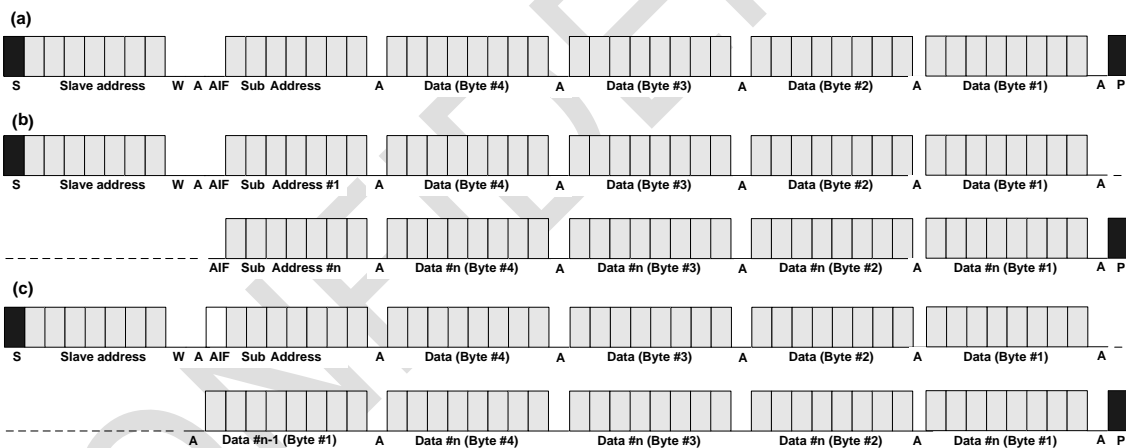 (a)
S Slave address W A AIF Sub Address A Data (Byte #4) A Data (Byte #3) A Data (Byte #2) A Data (Byte #1) A P
(b)
S Slave address W A AIF Sub Address #1 A Data (Byte #4) A Data (Byte #3) A Data (Byte #2) A Data (Byte #1) A
AIF Sub Address #n A Data #n (Byte #4) A Data #n (Byte #3) A Data #n (Byte #2) A Data #n (Byte #1) A P
(c)
S Slave address W A AIF Sub Address A Data (Byte #4) A Data (Byte #3) A Data (Byte #2) A Data (Byte #1) A
A Data #n-1 (Byte #1) A Data #n (Byte #4) A Data #n (Byte #3) A Data #n (Byte #2) A Data #n (Byte #1) A P